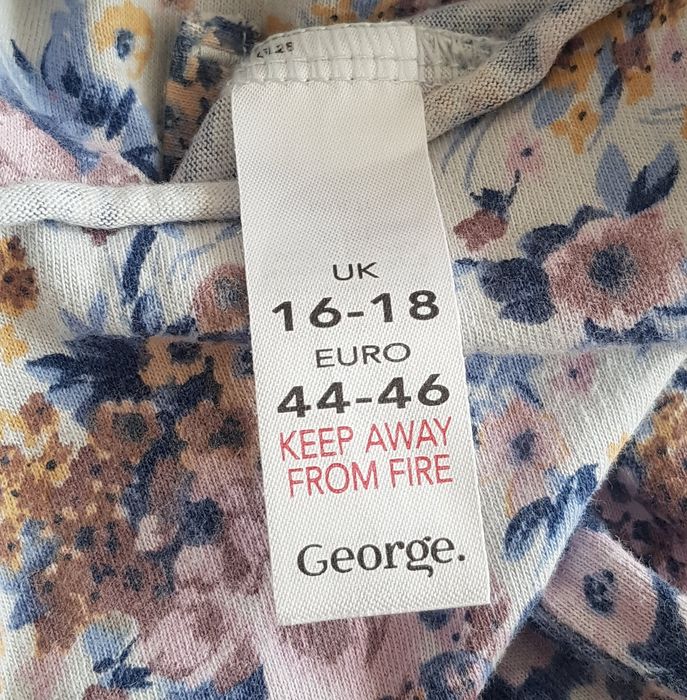 UK
16-18
EURO
44-46
KEEP AWAY
FROM FIRE
George.